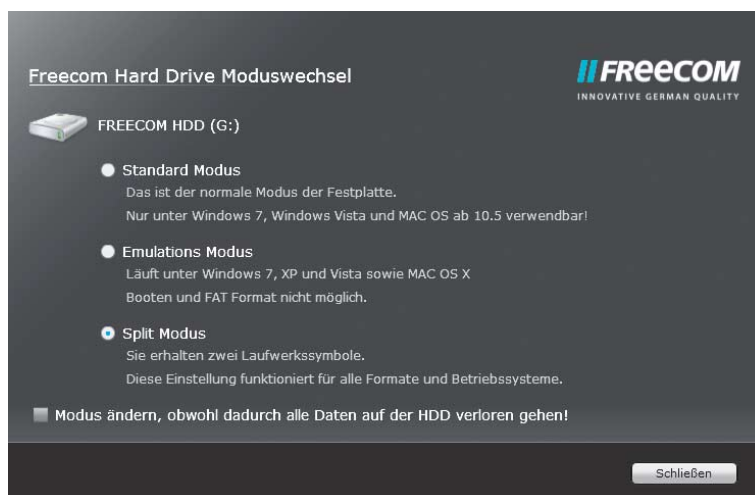 Freecom Hard Drive Moduswechsel
FREECOM
INNOVATIVE GERMAN QUALITY
FREECOM HDD (G:)
Standard Modus
Das ist der normale Modus der Festplatte.
Nur unter Windows 7, Windows Vista und MAC OS ab 10.5 verwendbar!
Emulations Modus
Läuft unter Windows 7, XP und Vista sowie MAC OS X
Booten und FAT Format nicht möglich.
Split Modus
Sie erhalten zwei Laufwerkssymbole.
Diese Einstellung funktioniert für alle Formate und Betriebssysteme.
Modus ändern, obwohl dadurch alle Daten auf der HDD verloren gehen!
Schließen